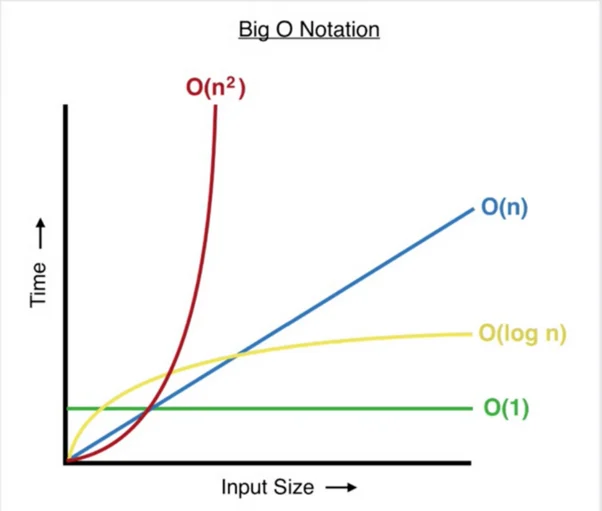 Big O Notation
O(n²)
O(n)
Time →
O(log n)
O(1)
Input Size →